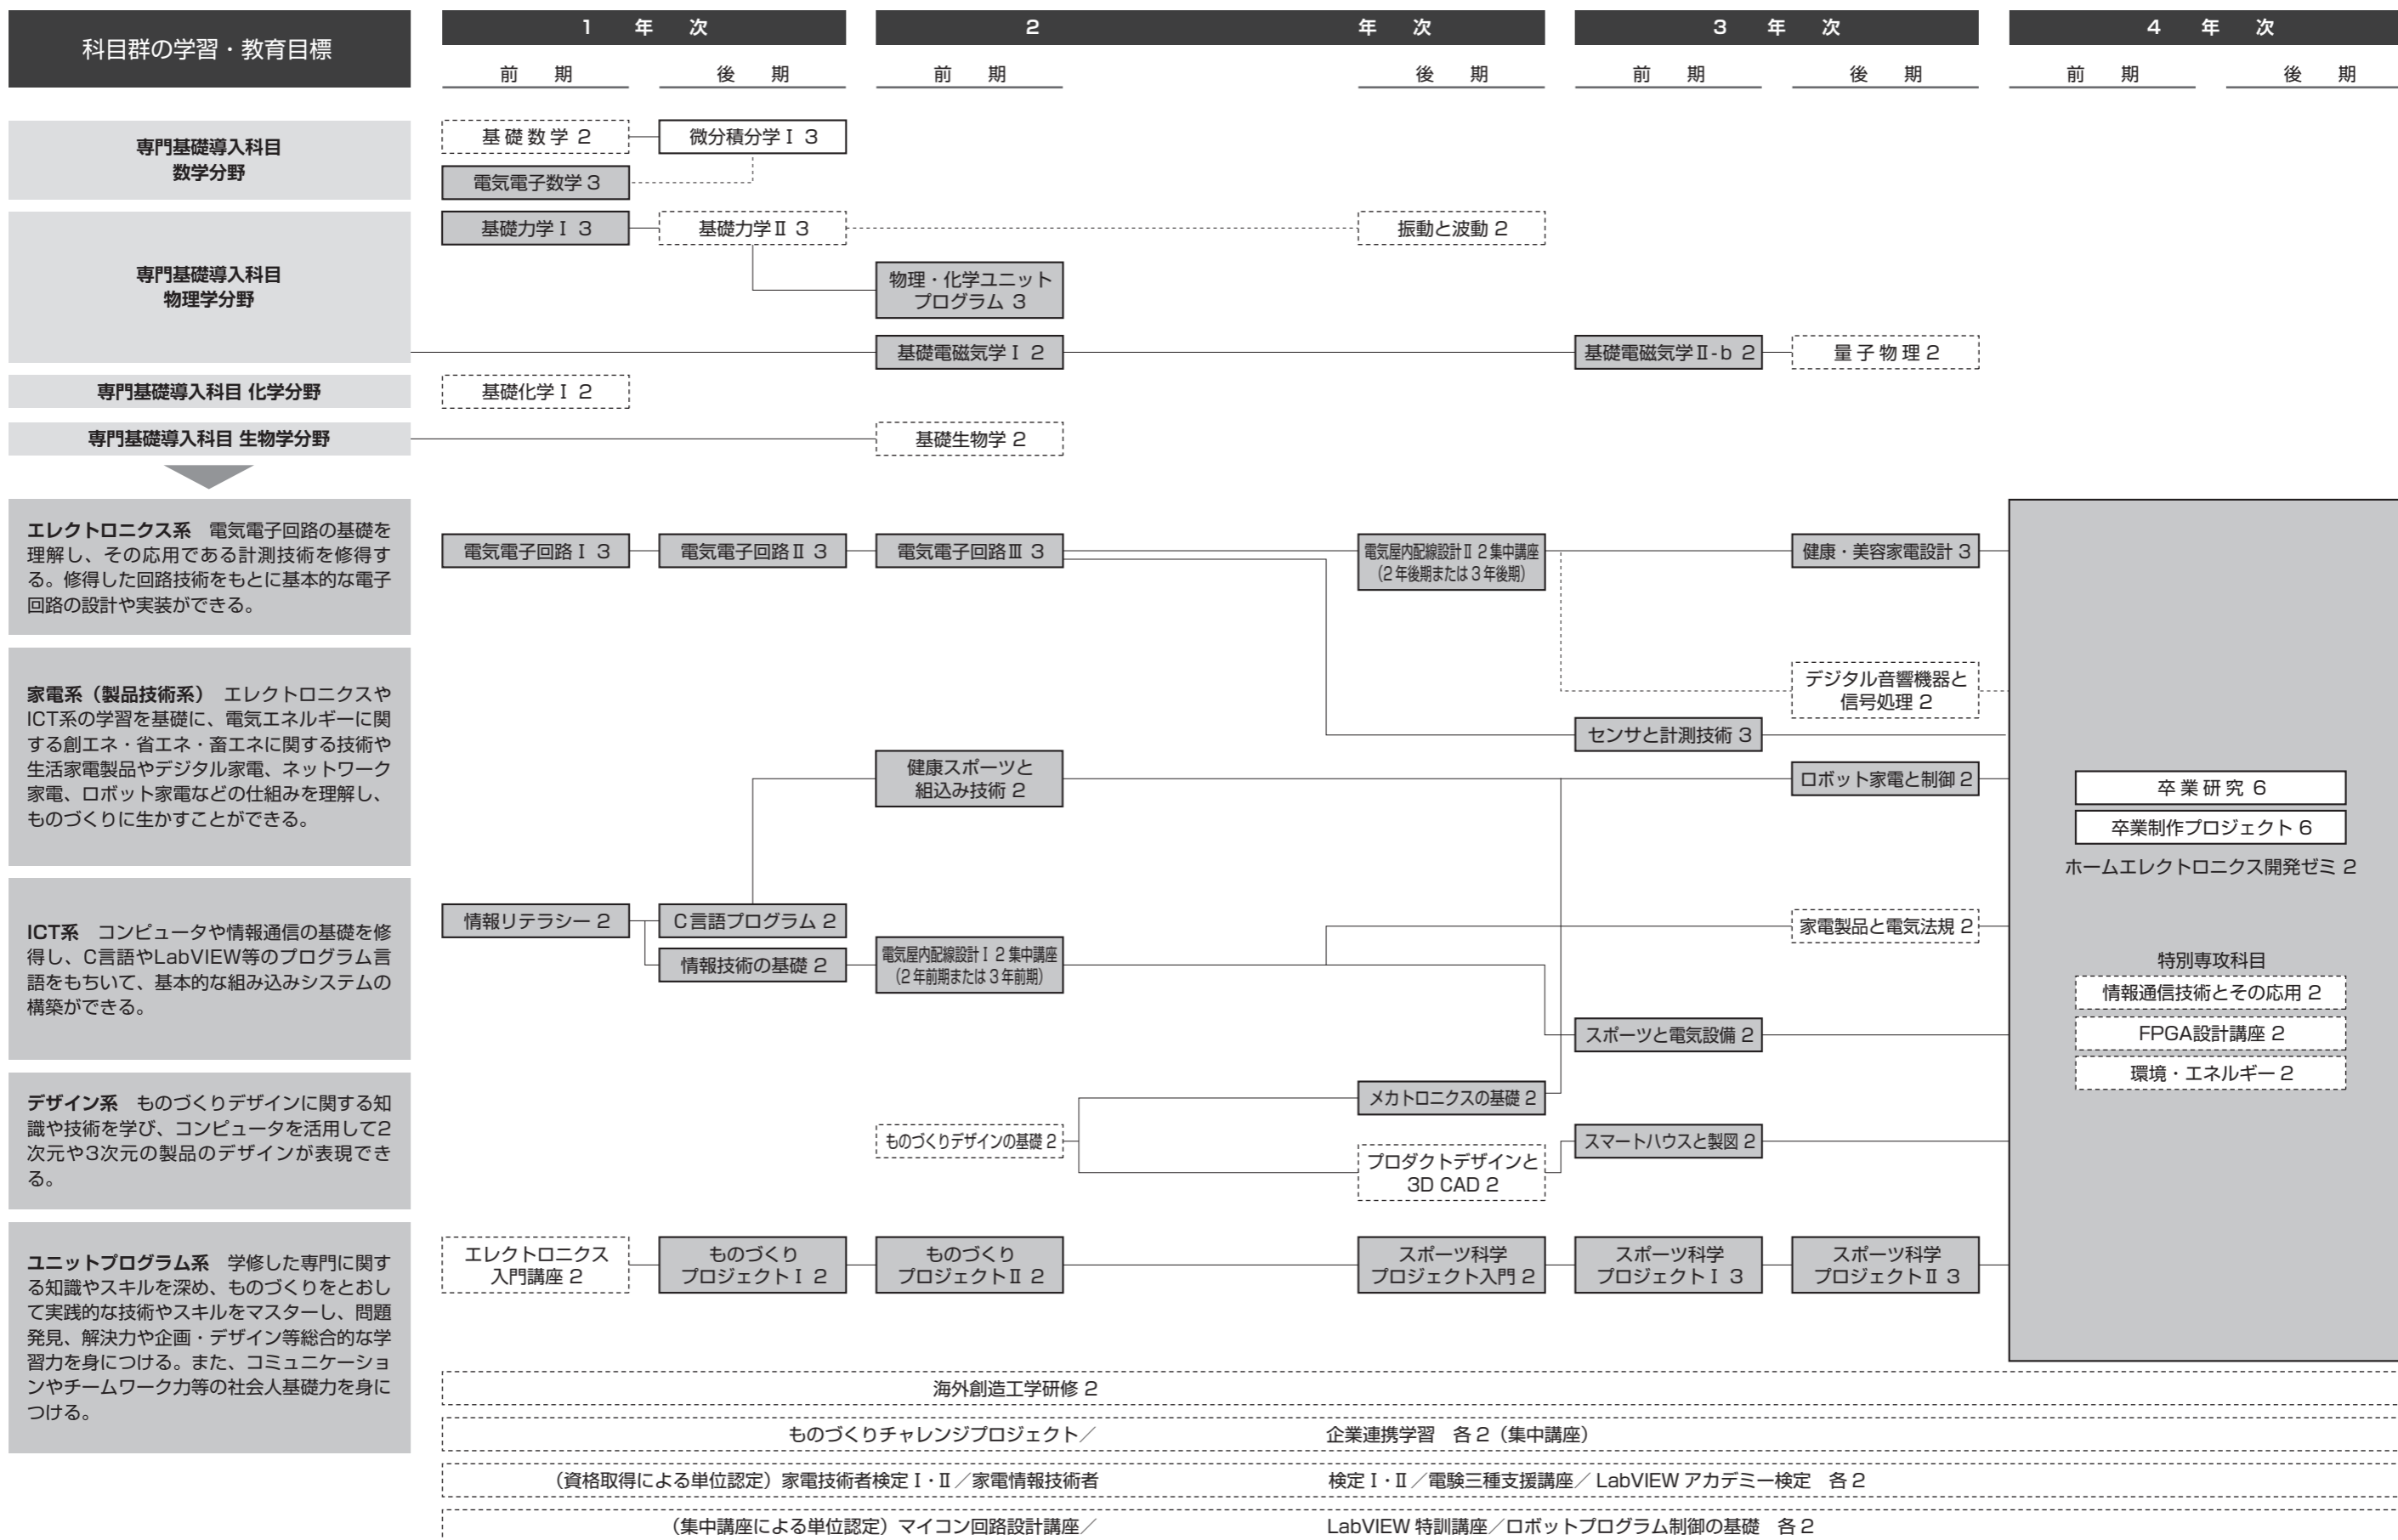 科目群の学習・教育目標
1 年 次
2 年 次
3 年 次
4 年 次
前 期
後 期
前 期
後 期
前 期
後 期
前 期
後 期
専門基礎導入科目
数学分野
基礎数学 2
微分積分学Ⅰ 3
電気電子数学 3
専門基礎導入科目
物理学分野
基礎力学Ⅰ 3
基礎力学Ⅱ 3
振動と波動 2
物理・化学ユニット
プログラム 3
基礎電磁気学Ⅰ 2
基礎電磁気学Ⅱ-b 2
量子物理 2
専門基礎導入科目 化学分野
基礎化学Ⅰ 2
専門基礎導入科目 生物学分野
基礎生物学 2
エレクトロニクス系 電気電子回路の基礎を
理解し、その応用である計測技術を修得す
る。修得した回路技術をもとに基本的な電子
回路の設計や実装ができる。
電気電子回路Ⅰ 3
電気電子回路Ⅱ 3
電気電子回路Ⅲ 3
電気屋内配線設計Ⅱ 2 集中講座
(2年後期または3年後期)
健康・美容家電設計 3
家電系(製品技術系) エレクトロニクスや
ICT系の学習を基礎に、電気エネルギーに関
する創エネ・省エネ・畜エネに関する技術や
生活家電製品やデジタル家電、ネットワーク
家電、ロボット家電などの仕組みを理解し、
ものづくりに生かすことができる。
デジタル音響機器と
信号処理 2
センサと計測技術 3
健康スポーツと
組込み技術 2
ロボット家電と制御 2
卒業研究 6
卒業制作プロジェクト 6
ホームエレクトロニクス開発ゼミ 2
ICT系 コンピュータや情報通信の基礎を修
得し、C言語やLabVIEW等のプログラム言
語をもちいて、基本的な組み込みシステムの
構築ができる。
情報リテラシー 2
C言語プログラム 2
情報技術の基礎 2
電気屋内配線設計Ⅰ 2 集中講座
(2年前期または3年前期)
家電製品と電気法規 2
スポーツと電気設備 2
特別専攻科目
情報通信技術とその応用 2
FPGA設計講座 2
環境・エネルギー 2
デザイン系 ものづくりデザインに関する知
識や技術を学び、コンピュータを活用して2
次元や3次元の製品のデザインが表現でき
る。
ものづくりデザインの基礎 2
メカトロニクスの基礎 2
プロダクトデザインと
3D CAD 2
スマートハウスと製図 2
ユニットプログラム系 学修した専門に関す
る知識やスキルを深め、ものづくりをとおし
て実践的な技術やスキルをマスターし、問題
発見、解決力や企画・デザイン等総合的な学
習力を身につける。また、コミュニケーショ
ンやチームワーク力等の社会人基礎力を身に
つける。
エレクトロニクス
入門講座 2
ものづくり
プロジェクトⅠ 2
ものづくり
プロジェクトⅡ 2
スポーツ科学
プロジェクト入門 2
スポーツ科学
プロジェクトⅠ 3
スポーツ科学
プロジェクトⅡ 3
海外創造工学研修 2
ものづくりチャレンジプロジェクト/ 企業連携学習 各2(集中講座)
(資格取得による単位認定)家電技術者検定Ⅰ・Ⅱ/家電情報技術者 検定Ⅰ・Ⅱ/電験三種支援講座/ LabVIEW アカデミー検定 各2
(集中講座による単位認定)マイコン回路設計講座/ LabVIEW 特訓講座/ロボットプログラム制御の基礎 各2